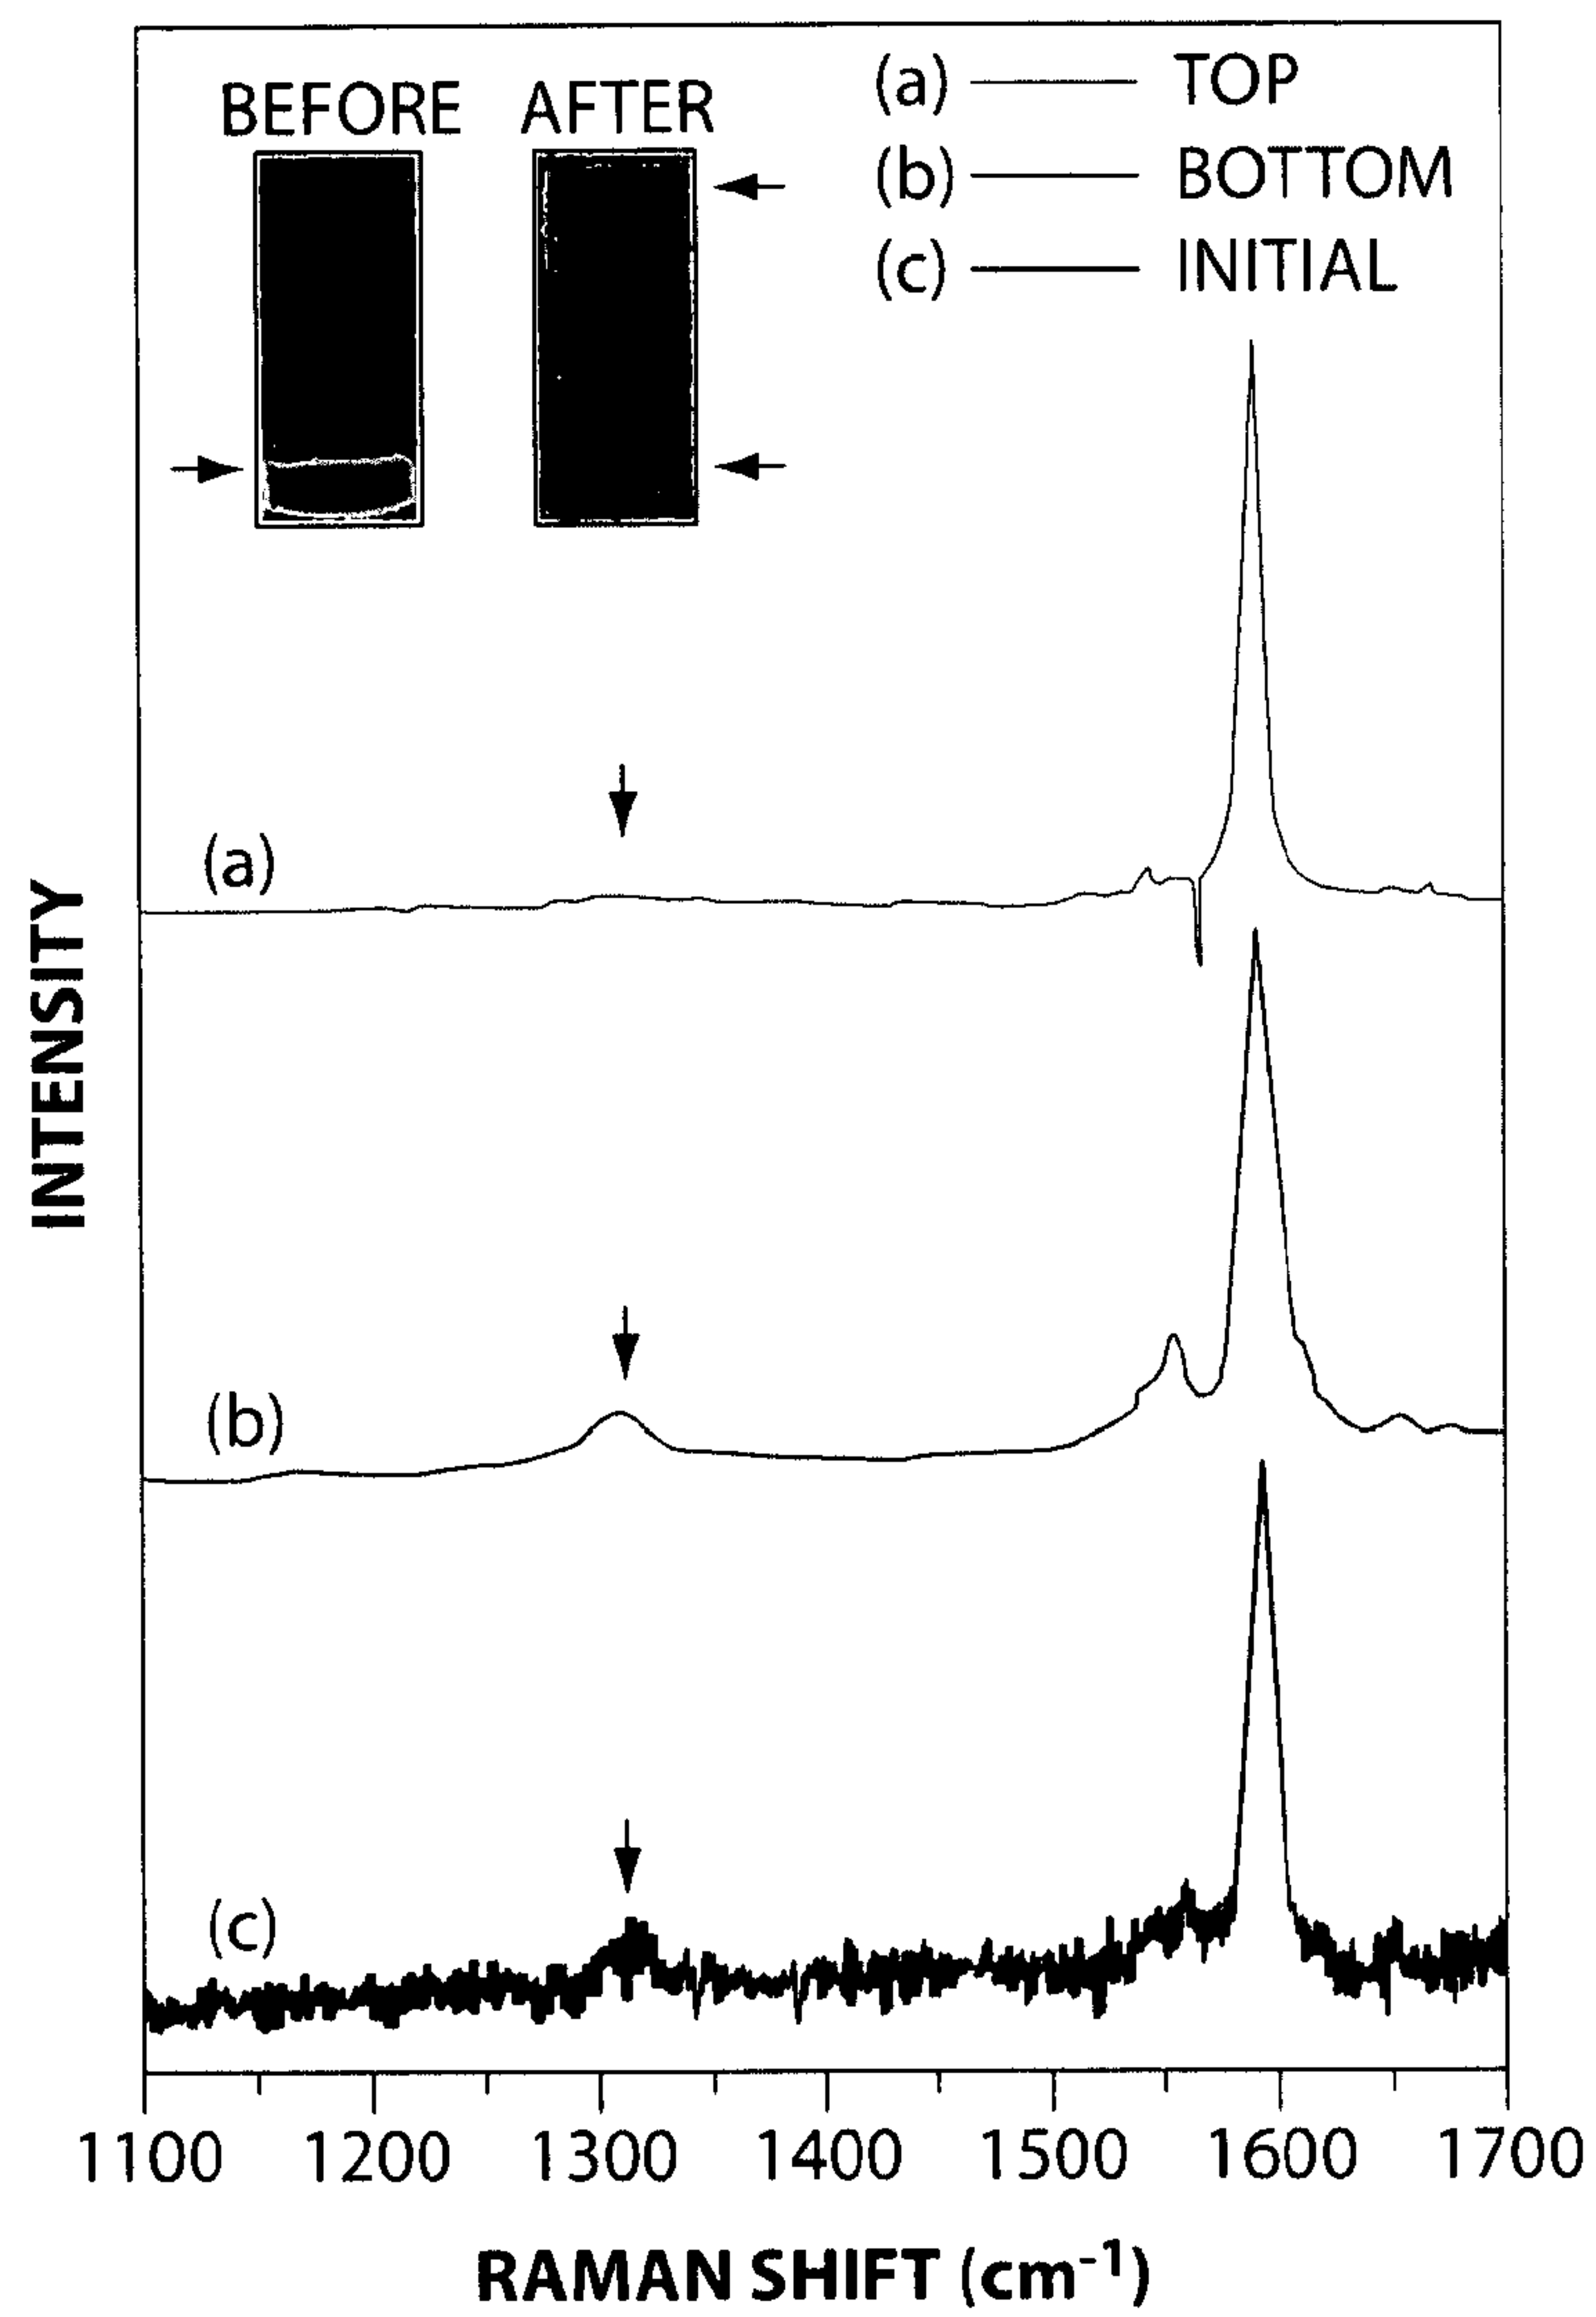 BEFORE AFTER
(a) TOP
(b) BOTTOM
(c) INITIAL
INTENSITY
(a)
(b)
(c)
1100 1200 1300 1400 1500 1600 1700
RAMAN SHIFT (cm⁻¹)